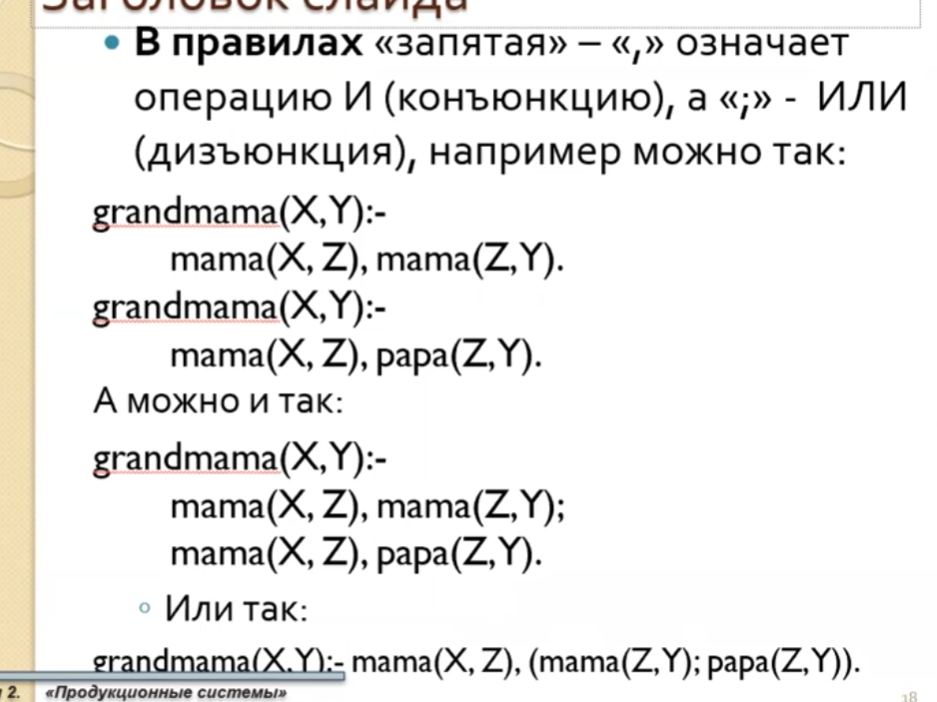 Заголовок слайда
В правилах «запятая» – «,» означает
операцию И (конъюнкцию), а «;» - ИЛИ
(дизъюнкция), например можно так:
grandmama(X,Y):-
mama(X, Z), mama(Z,Y).
grandmama(X,Y):-
mama(X, Z), papa(Z,Y).
А можно и так:
grandmama(X,Y):-
mama(X, Z), mama(Z,Y);
mama(X, Z), papa(Z,Y).
Или так:
grandmama(X,Y):- mama(X, Z), (mama(Z,Y); papa(Z,Y)).
2. «Продукционные системы»
18